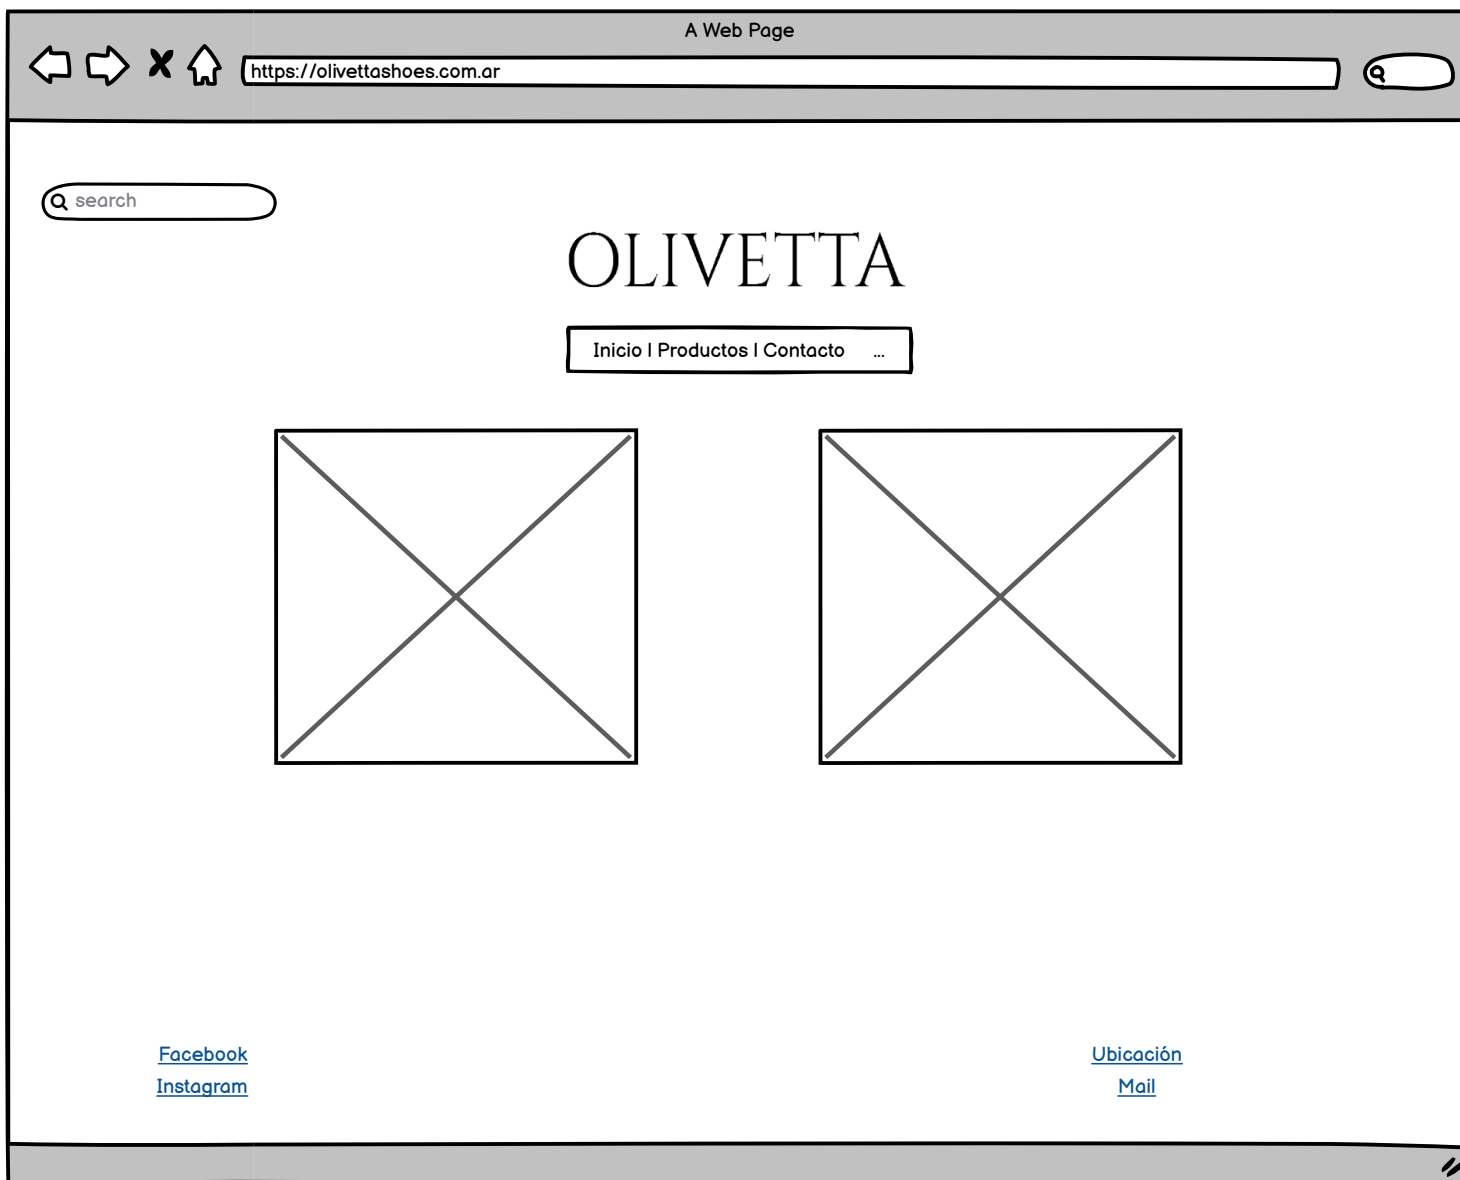 A Web Page
https://olivettashoes.com.ar
search
OLIVETTA
Inicio | Productos | Contacto ...
Facebook
Instagram
Ubicación
Mail